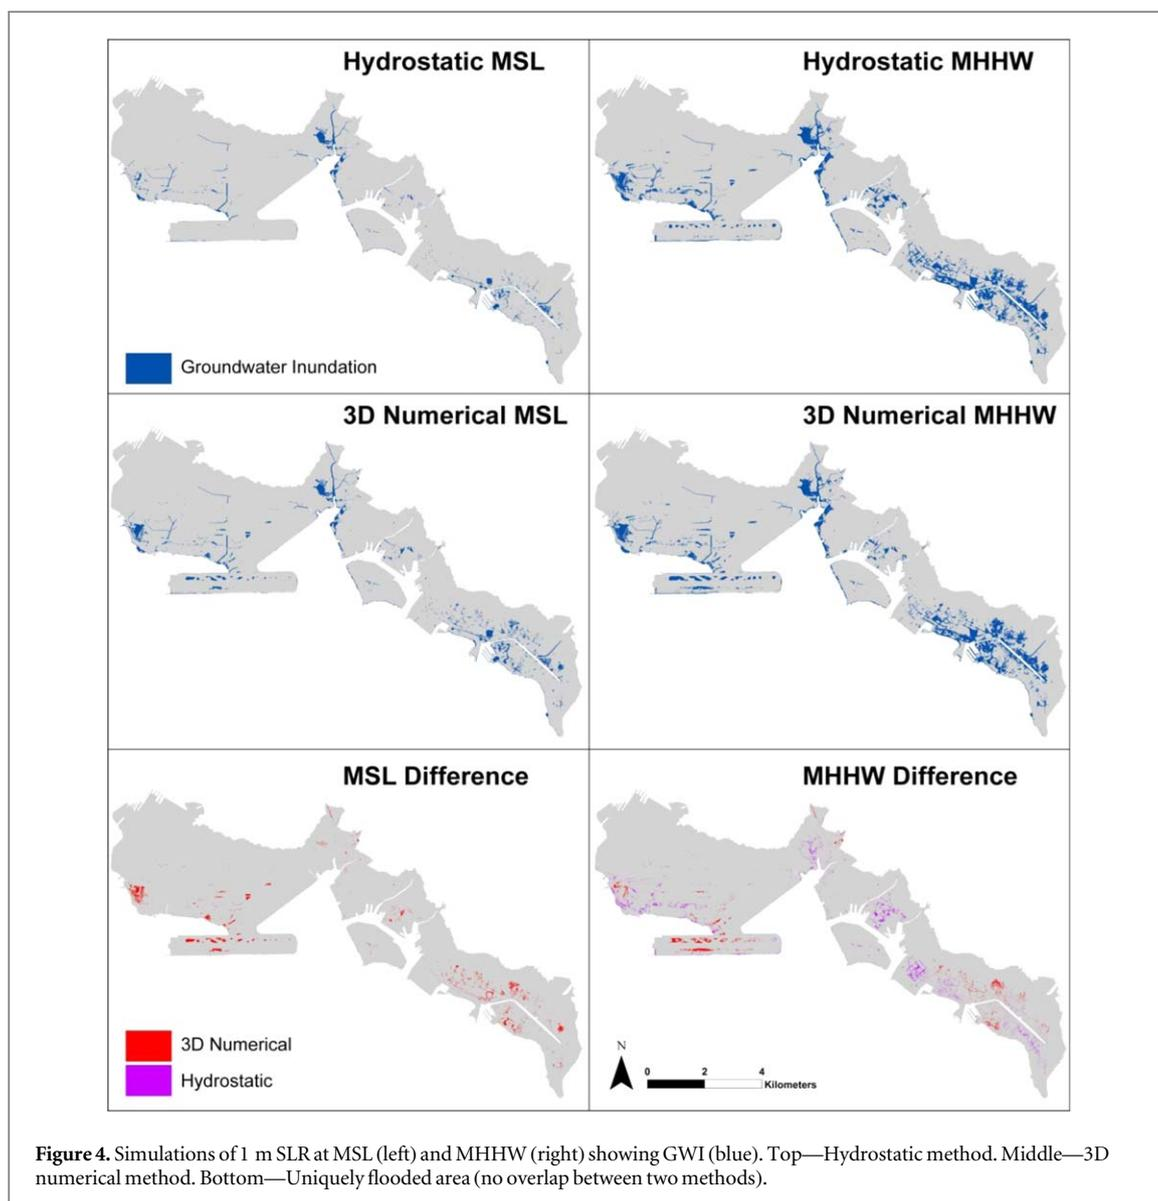 Hydrostatic MSL
Hydrostatic MHHW
Groundwater Inundation
3D Numerical MSL
3D Numerical MHHW
MSL Difference
MHHW Difference
3D Numerical
Hydrostatic
N
0 2 4
Kilometers
Figure 4. Simulations of 1 m SLR at MSL (left) and MHHW (right) showing GWI (blue). Top—Hydrostatic method. Middle—3D
numerical method. Bottom—Uniquely flooded area (no overlap between two methods).